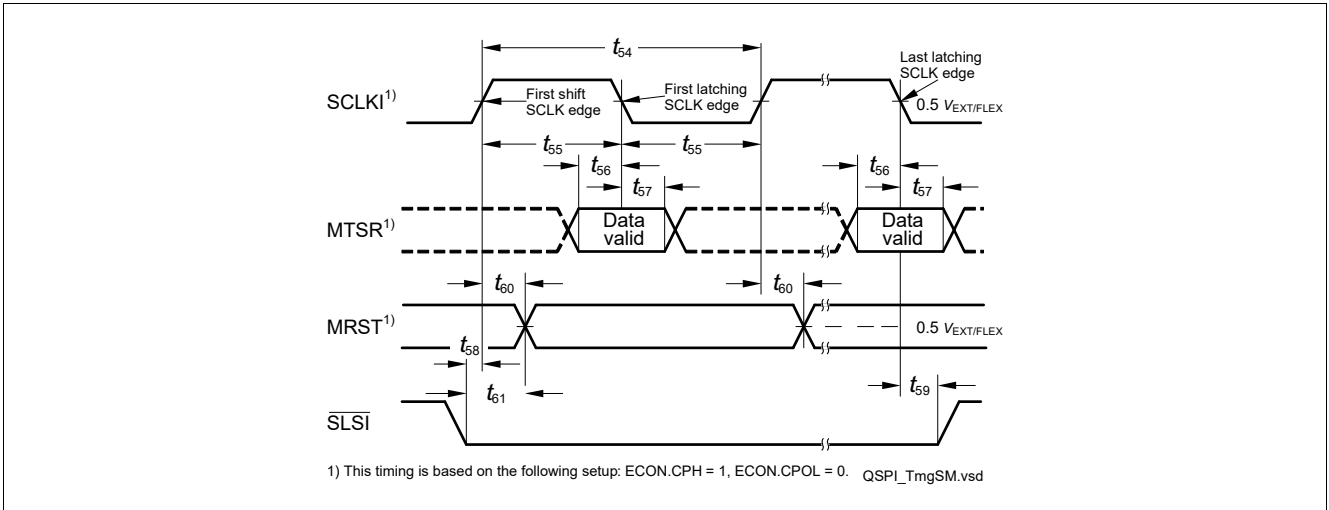 t54
SCLKI1)
First shift
SCLK edge
First latching
SCLK edge
Last latching
SCLK edge
0.5 VEXT/FLEX
t55
t55
t56
t57
t56
t57
MTSR1)
Data
valid
Data
valid
t60
t60
MRST1)
0.5 VEXT/FLEX
t58
t61
t59
SLSI
1) This timing is based on the following setup: ECON.CPH = 1, ECON.CPOL = 0.
QSPI_TmgSM.vsd